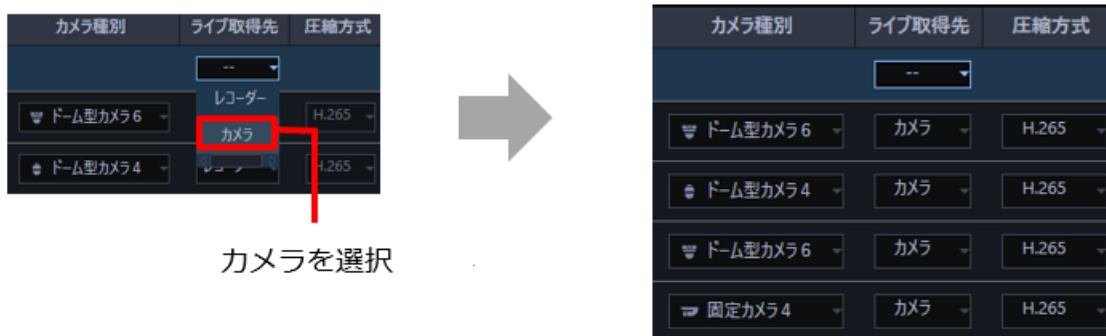 カメラ種別 ライブ取得先 圧縮方式
--
レコーダー
ドーム型カメラ6 カメラ H.265
ドーム型カメラ4 H.265
カメラを選択
カメラ種別 ライブ取得先 圧縮方式
--
ドーム型カメラ6 カメラ H.265
ドーム型カメラ4 カメラ H.265
ドーム型カメラ6 カメラ H.265
固定カメラ4 カメラ H.265